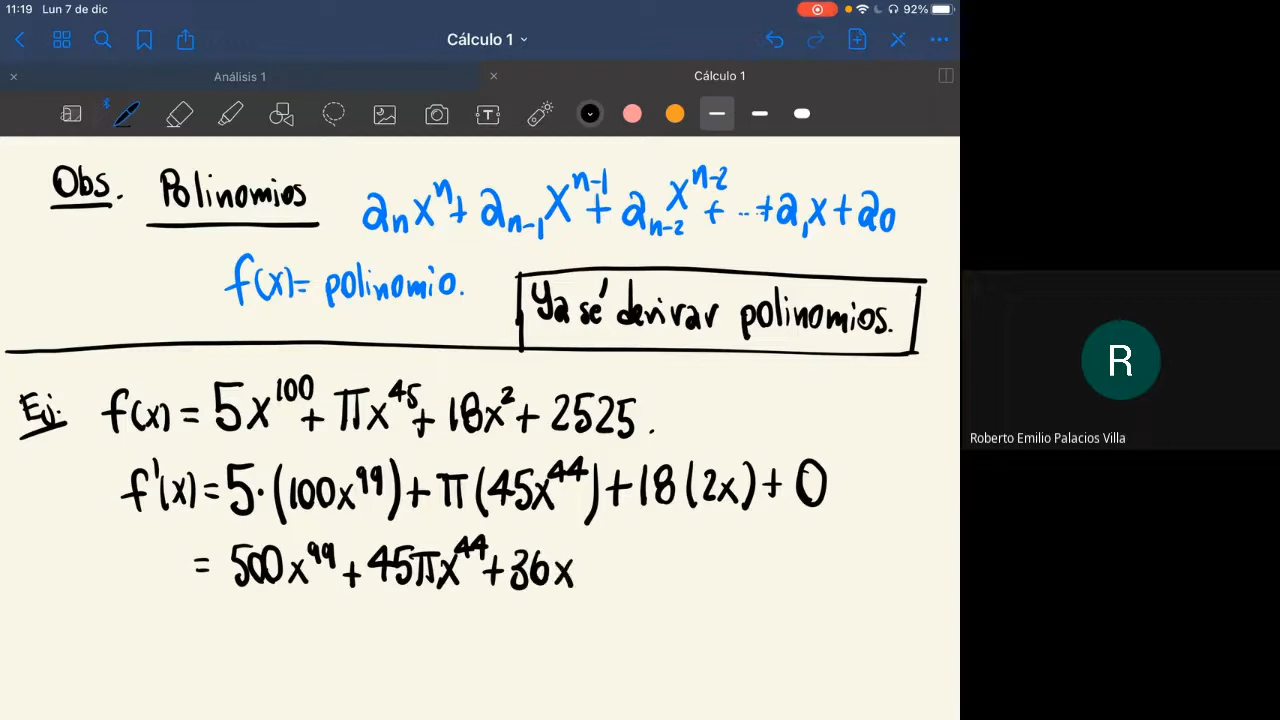 11:19 Lun 7 de dic 92%
Cálculo 1
Análisis 1
Cálculo 1
T
Obs. Polinomios aₙxⁿ + aₙ₋₁xⁿ⁻¹ + aₙ₋₂xⁿ⁻² + ... + a₁x + a₀
f(x) = polinomio.
Ya sé derivar polinomios.
Ej: f(x) = 5x¹⁰⁰ + πx⁴⁵ + 18x² + 2525.
f'(x) = 5·(100x⁹⁹) + π(45x⁴⁴) + 18(2x) + 0
= 500x⁹⁹ + 45πx⁴⁴ + 36x
R
Roberto Emilio Palacios Villa